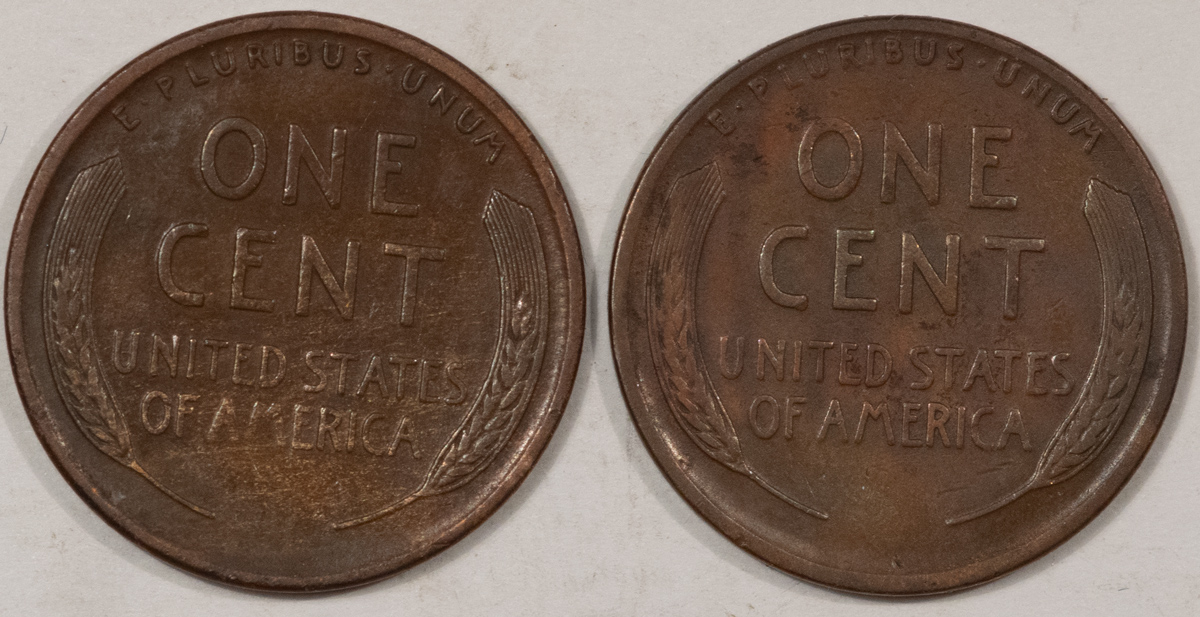 E·PLURIBUS·UNUM
ONE
CENT
UNITED STATES
OF AMERICA
E·PLURIBUS·UNUM
ONE
CENT
UNITED STATES
OF AMERICA